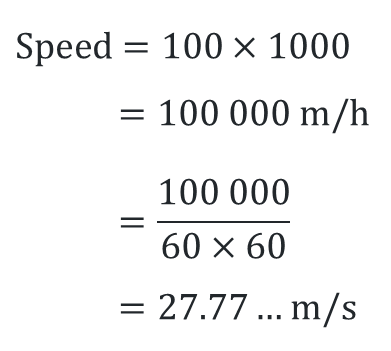 Speed = 100 × 1000
= 100 000 m/h
= 100 000
60 × 60
= 27.77 ... m/s